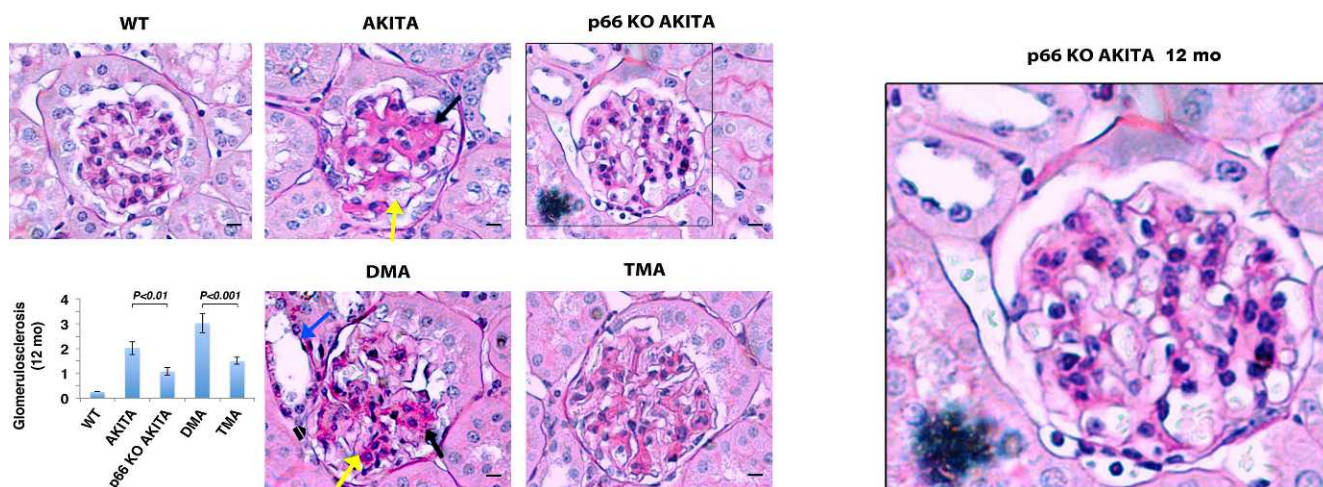 WT
AKITA
p66 KO AKITA
p66 KO AKITA 12 mo
DMA
TMA
Glomerulosclerosis
(12 mo)
4
3
2
1
0
P<0.01
P<0.001
WT
AKITA
p66 KO AKITA
DMA
TMA